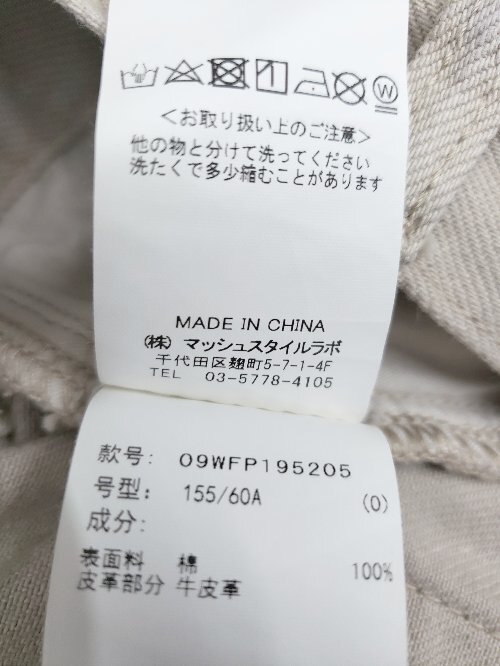 <お取り扱い上のご注意>
他の物と分けて洗ってください
洗たくで多少縮むことがあります
MADE IN CHINA
(株) マッシュスタイルラボ
千代田区麹町5-7-1-4F
TEL 03-5778-4105
款号: 09WFP195205
号型: 155/60A (0)
成分:
表面料 棉 100%
皮革部分 牛皮革